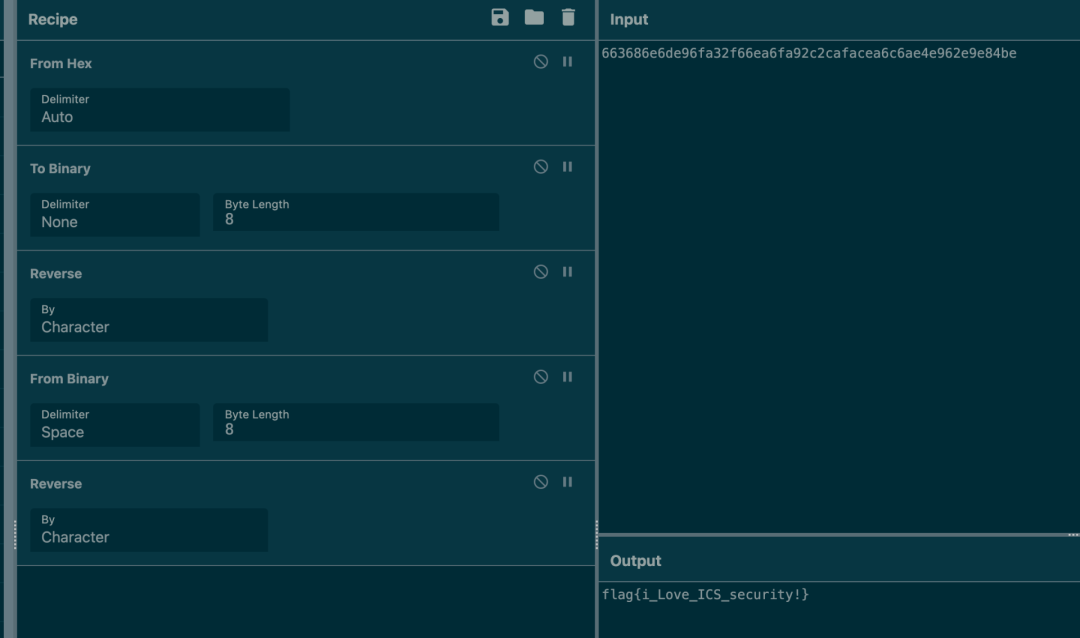 Recipe
From Hex
Delimiter
Auto
To Binary
Delimiter
None
Byte Length
8
Reverse
By
Character
From Binary
Delimiter
Space
Byte Length
8
Reverse
By
Character
Input
663686e6de96fa32f66ea6fa92c2cafacea6c6ae4e962e9e84be
Output
flag{i_Love_ICS_security!}